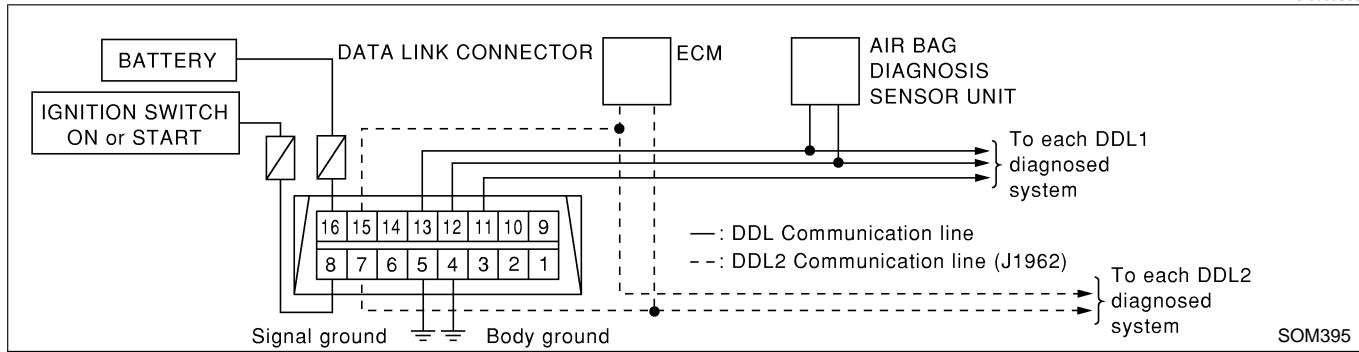 BATTERY
IGNITION SWITCH
ON or START
DATA LINK CONNECTOR
ECM
AIR BAG
DIAGNOSIS
SENSOR UNIT
To each DDL1
diagnosed
system
16 15 14 13 12 11 10 9
8 7 6 5 4 3 2 1
—: DDL Communication line
--: DDL2 Communication line (J1962)
To each DDL2
diagnosed
system
Signal ground
Body ground
SOM395